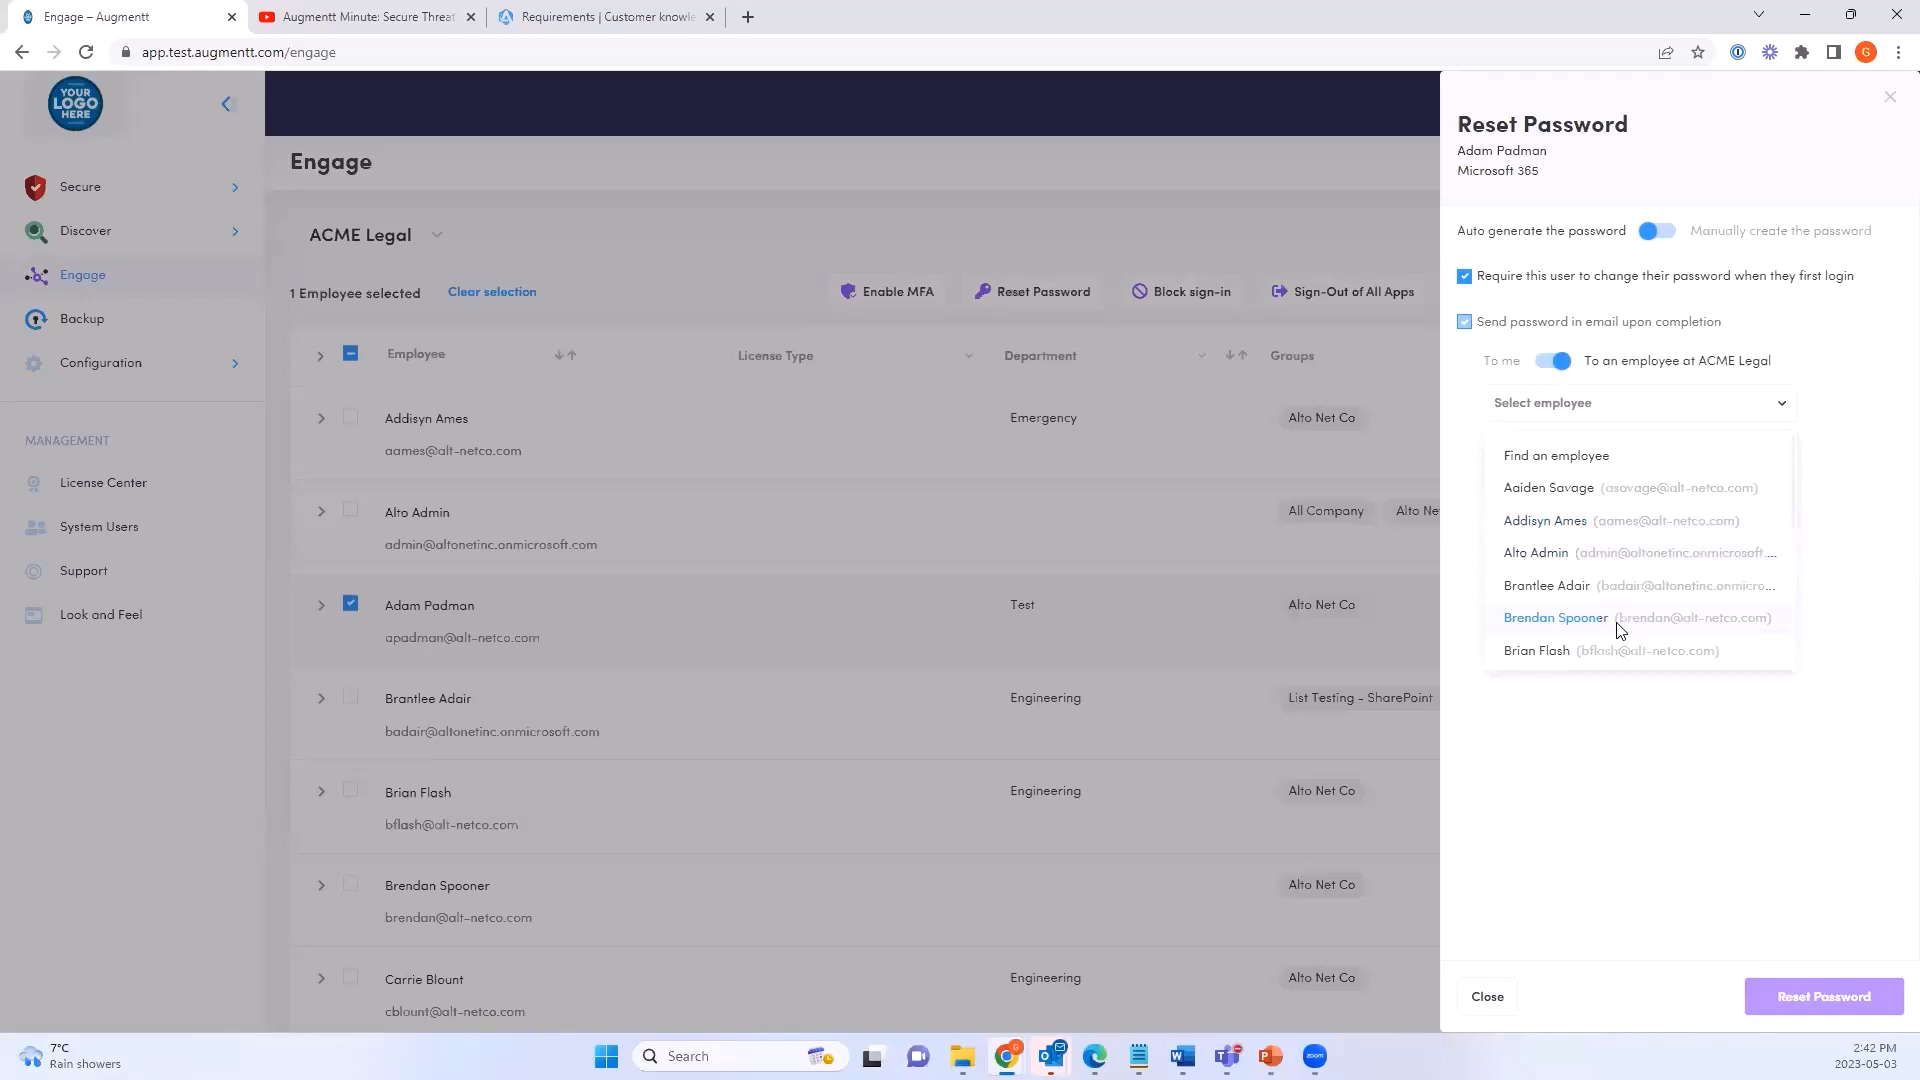 Engage – Augmentt
Augmentt Minute: Secure Threat
Requirements | Customer knowle
app.test.augmentt.com/engage
G
YOUR
LOGO
HERE
Secure
Discover
Engage
Backup
Configuration
MANAGEMENT
License Center
System Users
Support
Look and Feel
Engage
ACME Legal
1 Employee selected
Clear selection
Enable MFA
Reset Password
Block sign-in
Sign-Out of All Apps
Employee
License Type
Department
Groups
Addisyn Ames
Emergency
Alto Net Co
aames@alt-netco.com
Alto Admin
All Company
Alto Ne
admin@altonetinc.onmicrosoft.com
Adam Padman
Test
Alto Net Co
apadman@alt-netco.com
Brantlee Adair
Engineering
List Testing - SharePoint
badair@altonetinc.onmicrosoft.com
Brian Flash
Engineering
Alto Net Co
bflash@alt-netco.com
Brendan Spooner
Alto Net Co
brendan@alt-netco.com
Carrie Blount
Engineering
Alto Net Co
cblount@alt-netco.com
Reset Password
Adam Padman
Microsoft 365
Auto generate the password
Manually create the password
Require this user to change their password when they first login
Send password in email upon completion
To me
To an employee at ACME Legal
Select employee
Find an employee
Aaiden Savage (asavage@alt-netco.com)
Addisyn Ames (aames@alt-netco.com)
Alto Admin (admin@altonetinc.onmicrosoft....
Brantlee Adair (badair@altonetinc.onmicro...
Brendan Spooner (brendan@alt-netco.com)
Brian Flash (bflash@alt-netco.com)
Close
Reset Password
7°C
Rain showers
Search
zoom
2:42 PM
2023-05-03